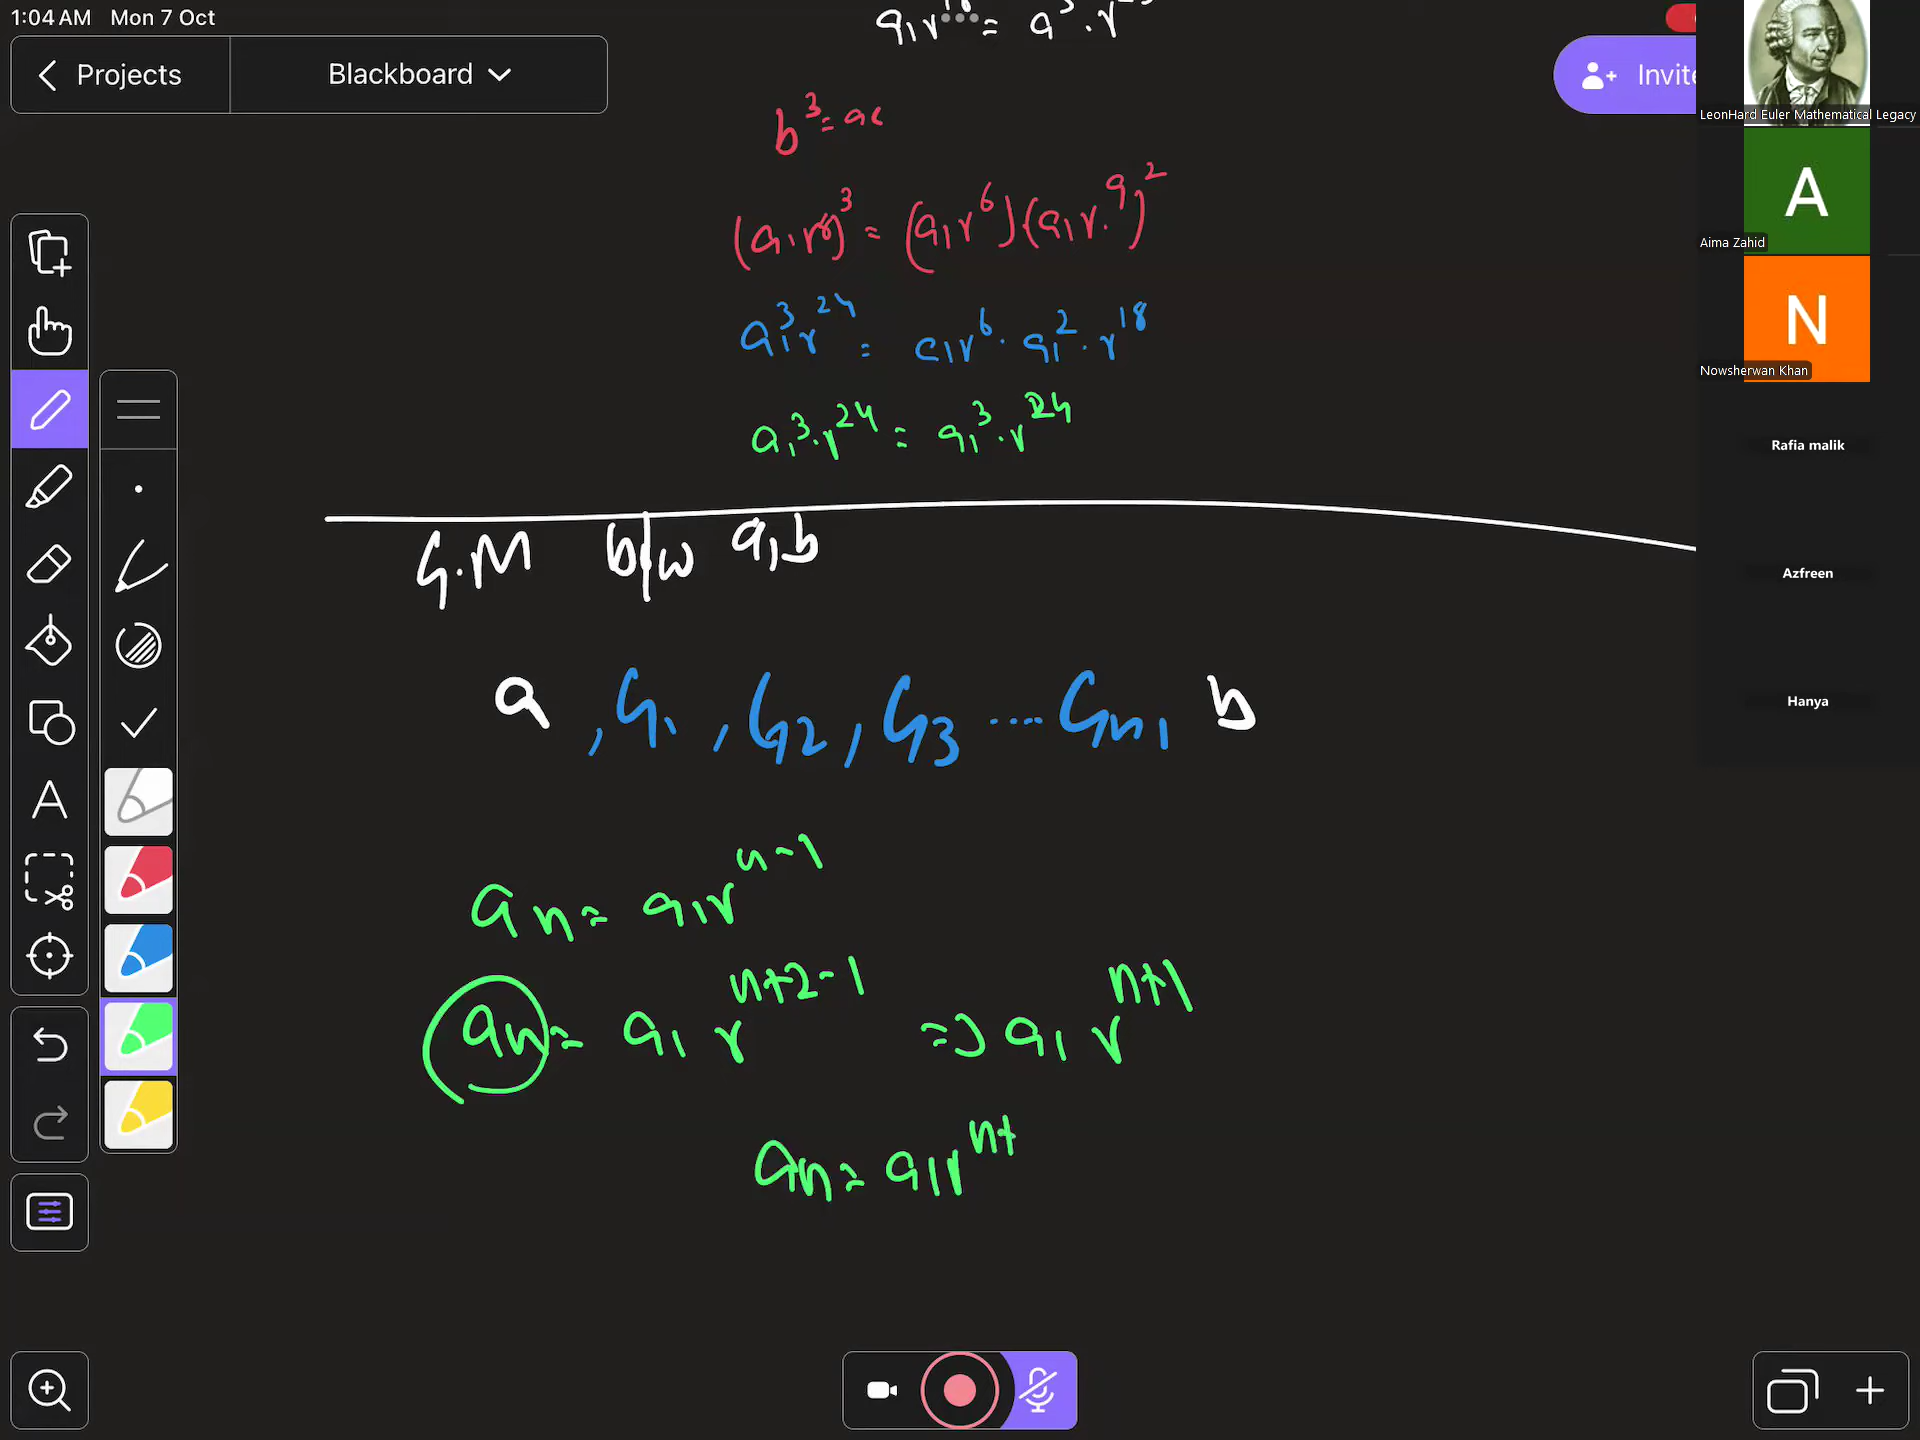 1:04 AM Mon 7 Oct
Projects
Blackboard
Invite
LeonHard Euler Mathematical Legacy
Aima Zahid
A
Nowsherwan Khan
N
Rafia malik
Azfreen
Hanya
b³ = ac
(a₁r⁸)³ = (a₁r⁶)(a₁r.⁹)²
a₁³r²⁴ = a₁r⁶ · a₁² · r¹⁸
a₁³·r²⁴ = a₁³·r²⁴
G.M b/w a,b
a , G₁ , G₂ , G₃ .... Gn, b
an = a₁rⁿ⁻¹
an = a₁ rⁿ⁺²⁻¹ => a₁ rⁿ⁺¹
an = a₁rⁿ⁺
A